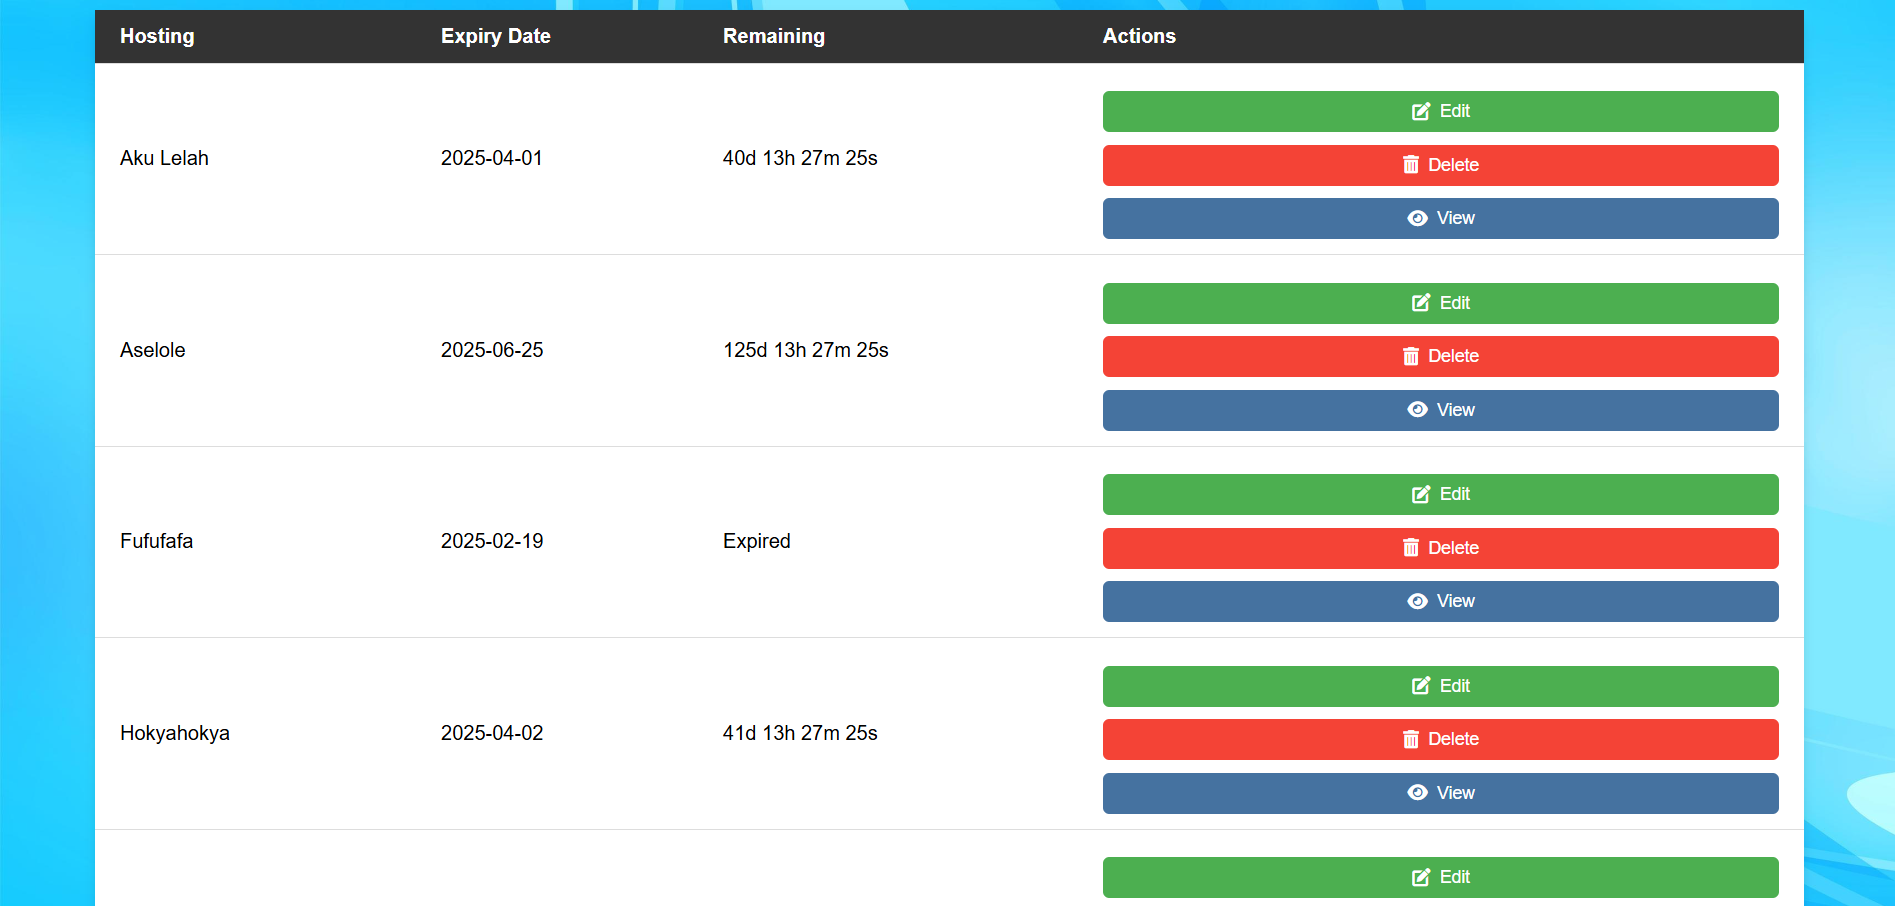 Hosting Expiry Date Remaining Actions
Edit
Delete
Aku Lelah 2025-04-01 40d 13h 27m 25s
View
Edit
Delete
Aselole 2025-06-25 125d 13h 27m 25s
View
Edit
Delete
Fufufafa 2025-02-19 Expired
View
Edit
Delete
Hokyahokya 2025-04-02 41d 13h 27m 25s
View
Edit